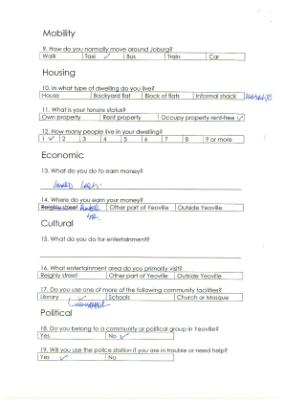 Mobility
9. How do you normally move around Joburg?
Walk Taxi ✓ Bus Train Car
Housing
10. In what type of dwelling do you live?
House Backyard flat Block of flats Informal shack
11. What is your tenure status?
Own property Rent property Occupy property rent-free ✓
12. How many people live in your dwelling?
1 ✓ 2 3 4 5 6 7 8 9 or more
Economic
13. What do you do to earn money?
14. Where do you earn your money?
Reighty street Other part of Yeoville Outside Yeoville
Cultural
15. What do you do for entertainment?
16. What entertainment area do you primarily visit?
Reighty street Other part of Yeoville Outside Yeoville
17. Do you use one of more of the following community facilities?
Library ✓ Schools Church or Mosque
Political
18. Do you belong to a community or political group in Yeoville?
Yes No ✓
19. Will you use the police station if you are in trouble or need help?
Yes ✓ No